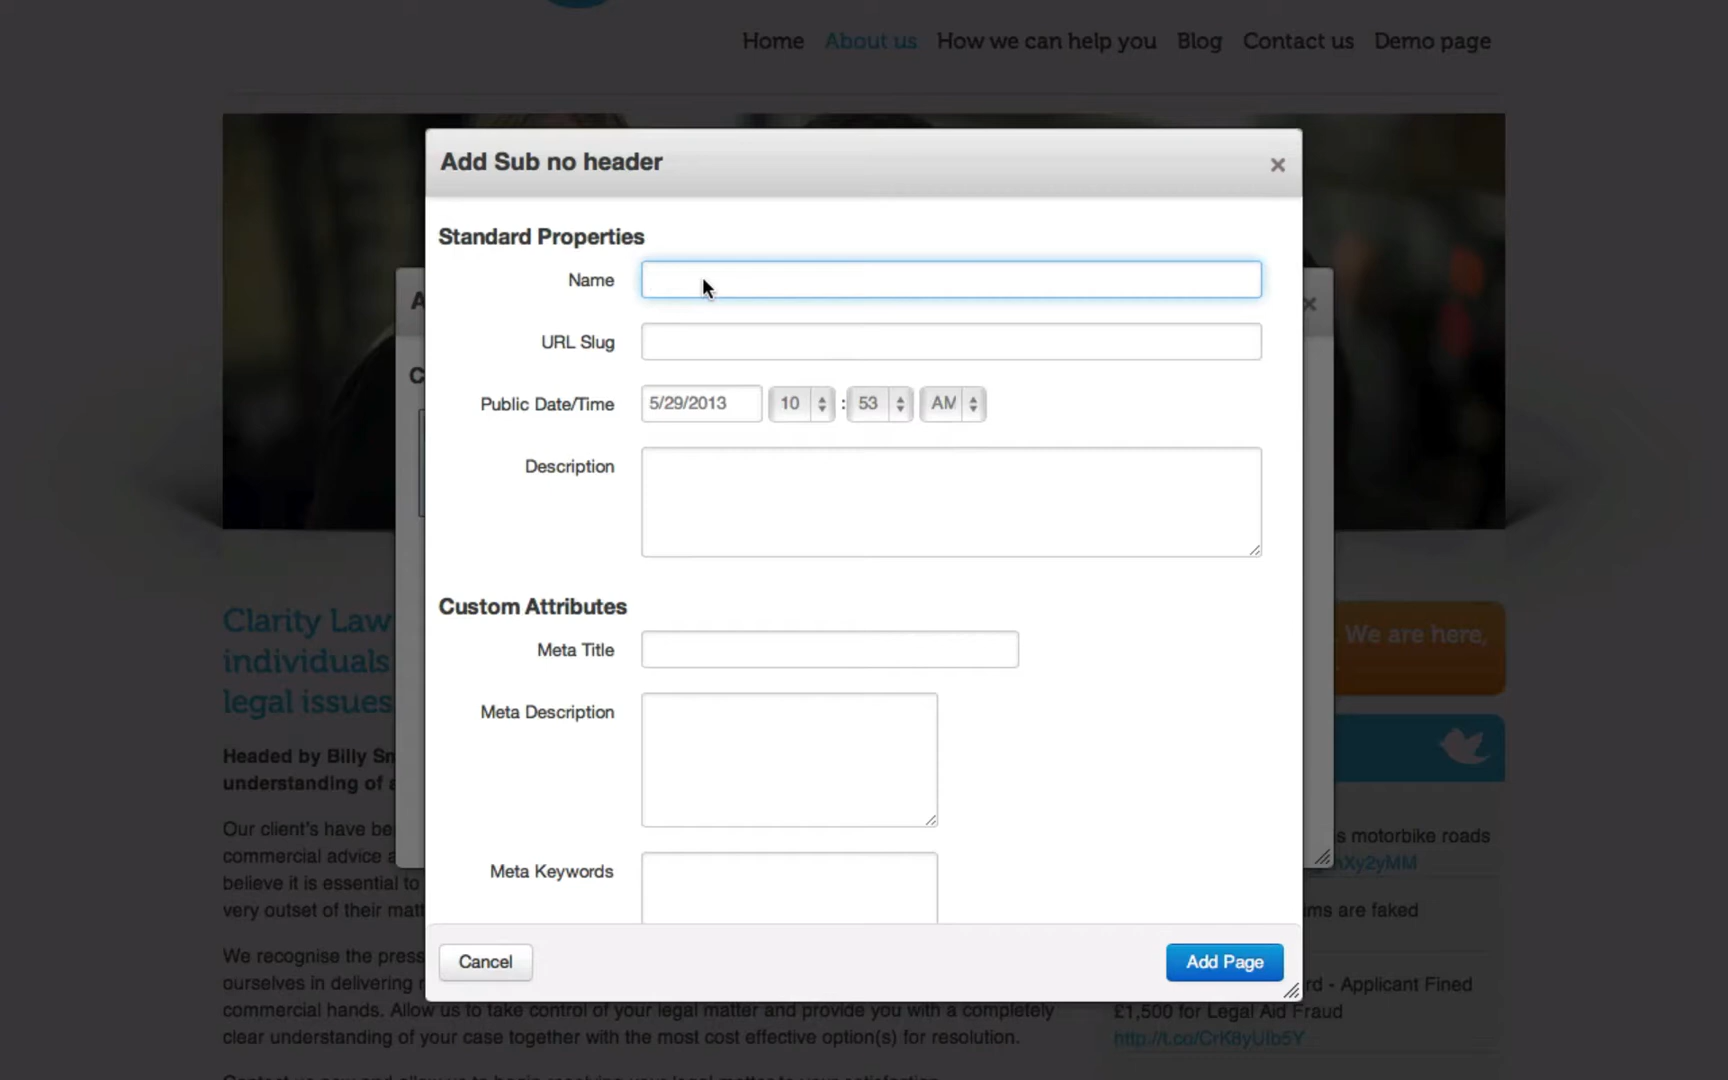 Home About us How we can help you Blog Contact us Demo page
Add Sub no header
×
Standard Properties
Name
URL Slug
Public Date/Time 5/29/2013 10 : 53 AM
Description
Custom Attributes
Meta Title
Meta Description
Meta Keywords
Cancel Add Page
A
×
C
Clarity Law
individuals
legal issues
Headed by Billy
understanding of
Our client's have
commercial advice
believe it is essential to
very outset of their
We recognise the
ourselves in delivering
commercial hands. Allow us to take control of your legal matter and provide you with a completely
clear understanding of your case together with the most cost effective option(s) for resolution.
We are here,
s motorbike roads
Xy2yMM
ms are faked
rd - Applicant Fined
£1,500 for Legal Aid Fraud
http://t.co/CrK8yUIb5Y